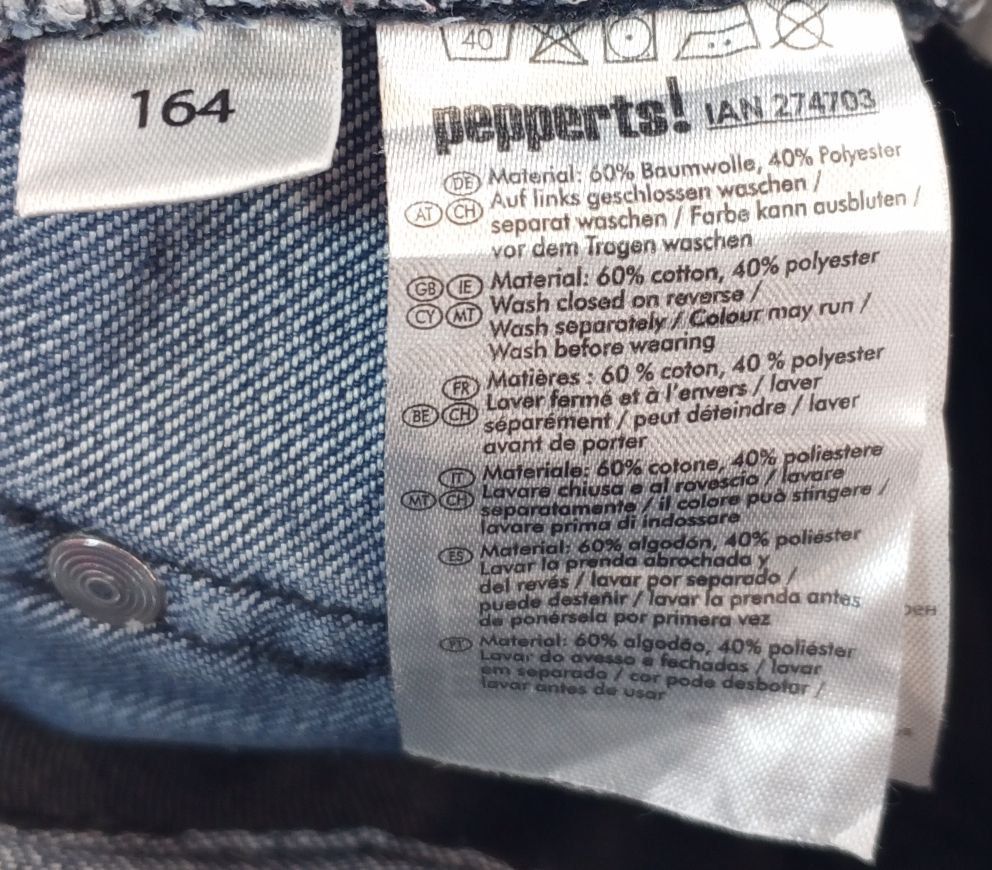 164
40
pepperts! IAN 274703
DE Material: 60% Baumwolle, 40% Polyester
AT CH Auf links geschlossen waschen /
separat waschen / Farbe kann ausbluten /
vor dem Tragen waschen
GB IE Material: 60% cotton, 40% polyester
CY MT Wash closed on reverse /
Wash separately / Colour may run /
Wash before wearing
FR Matières : 60 % coton, 40 % polyester
BE CH Laver fermé et à l'envers / laver
séparément / peut déteindre / laver
avant de porter
IT Materiale: 60% cotone, 40% poliestere
MT CH Lavare chiusa e al rovescio / lavare
separatamente / il colore può stingere /
lavare prima di indossare
ES Material: 60% algodón, 40% poliéster
Lavar la prenda abrochada y
del revés / lavar por separado /
puede desteñir / lavar la prenda antes
de ponérsela por primera vez
PT Material: 60% algodão, 40% poliéster
Lavar do avesso e fechadas / lavar
em separado / cor pode desbotar /
lavar antes de usar